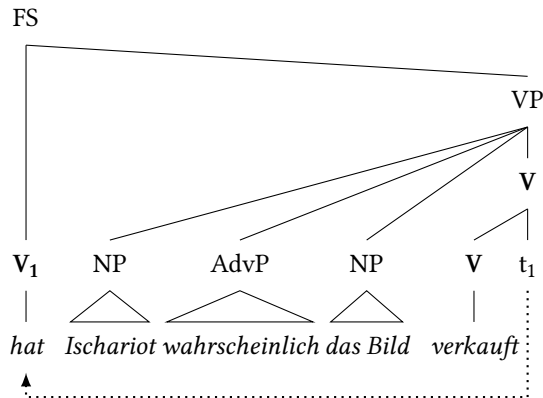 FS
VP
V
V₁ NP AdvP NP V t₁
hat Ischariot wahrscheinlich das Bild verkauft